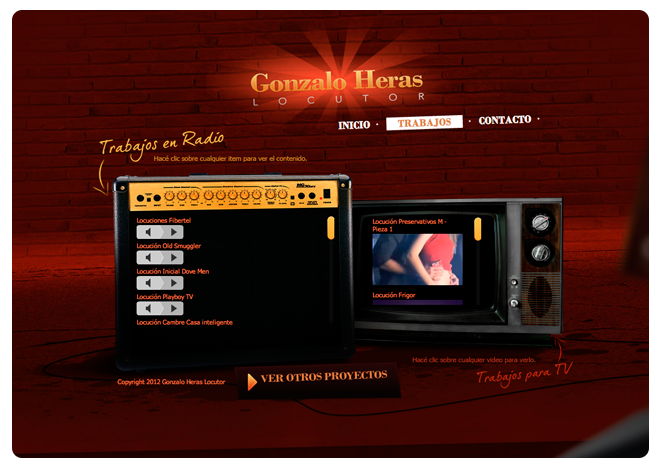 Gonzalo Heras
LOCUTOR
INICIO · TRABAJOS · CONTACTO ·
Trabajos en Radio
Hacé clic sobre cualquier item para ver el contenido.
Locuciones Fibertel
Locución Old Smuggler
Locución Inicial Dove Men
Locución Playboy TV
Locución Cambre Casa inteligente
Locución Preservativos M -
Pieza 1
Locución Frigor
Hacé clic sobre cualquier video para verlo.
Trabajos para TV
Copyright 2012 Gonzalo Heras Locutor
VER OTROS PROYECTOS